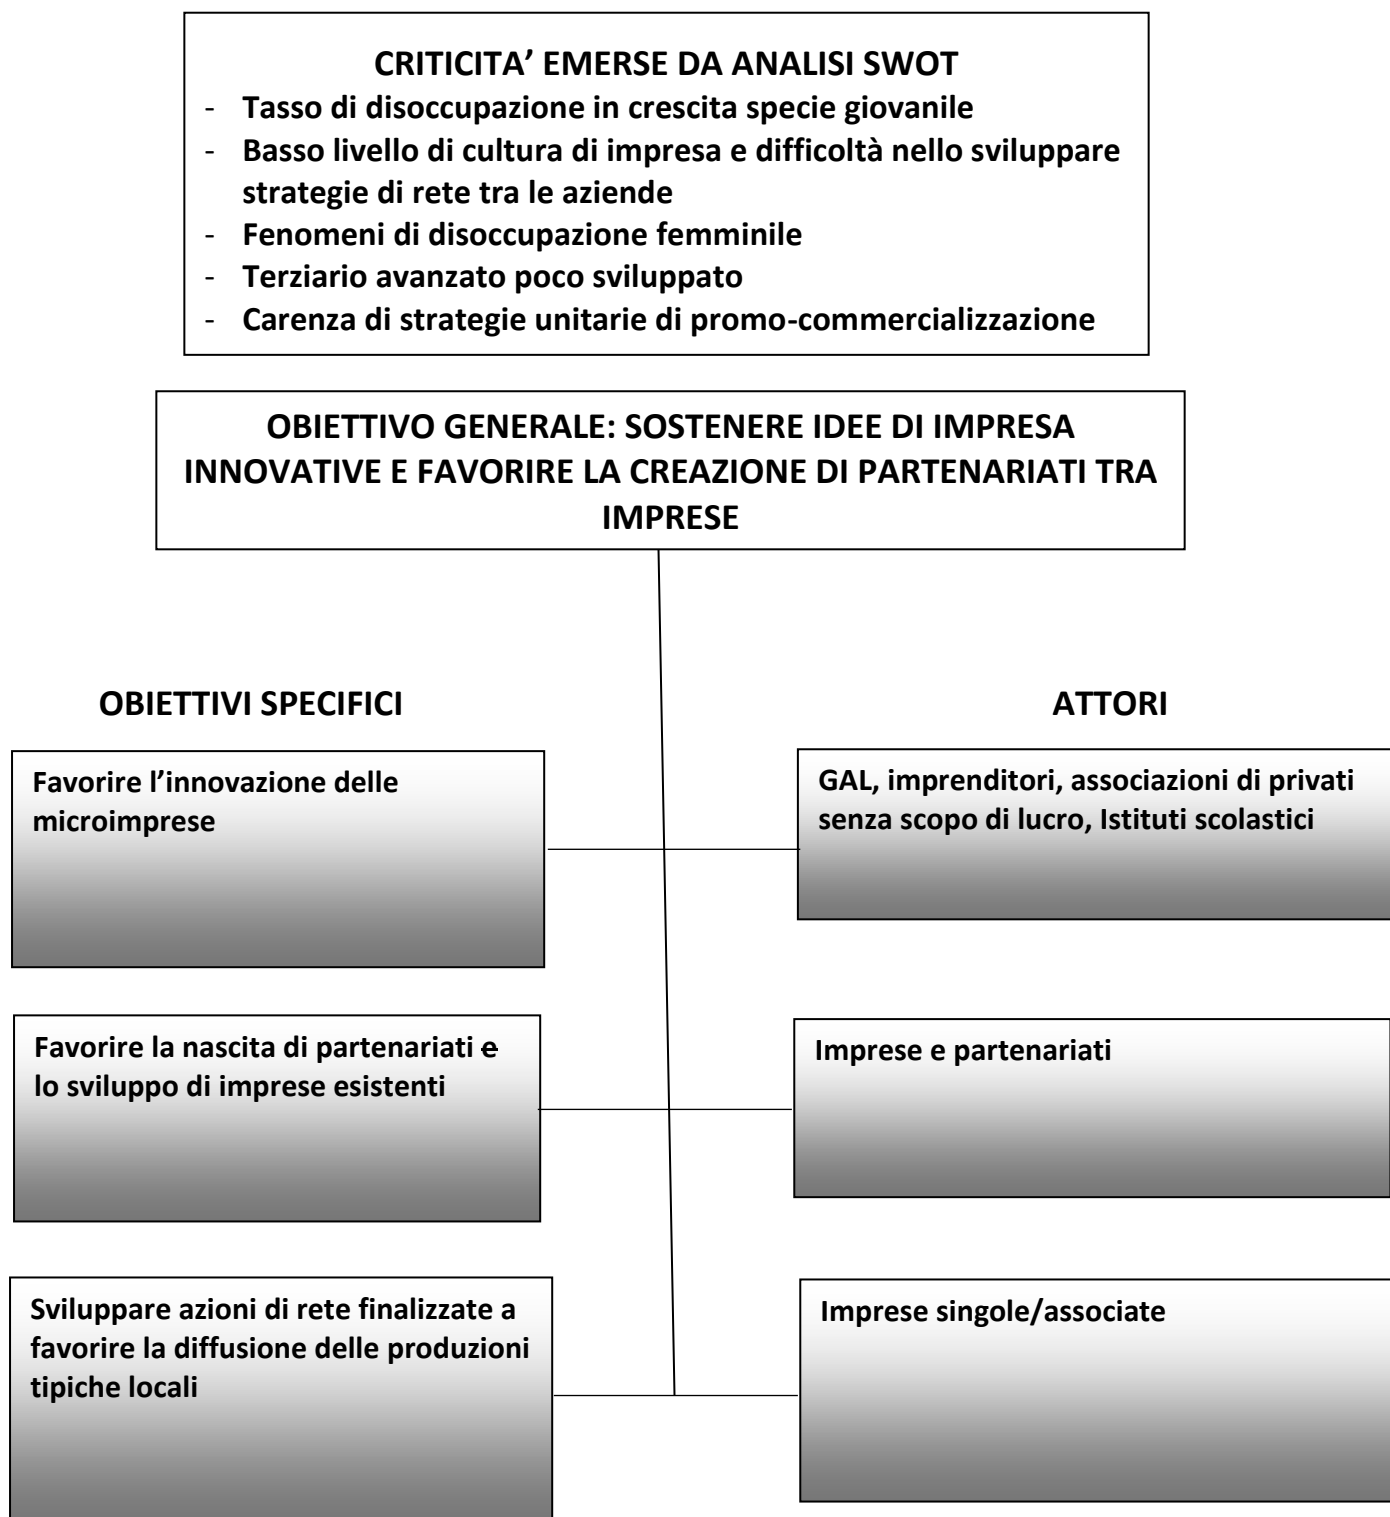 CRITICITA’ EMERSE DA ANALISI SWOT
- Tasso di disoccupazione in crescita specie giovanile
- Basso livello di cultura di impresa e difficoltà nello sviluppare
strategie di rete tra le aziende
- Fenomeni di disoccupazione femminile
- Terziario avanzato poco sviluppato
- Carenza di strategie unitarie di promo-commercializzazione
OBIETTIVO GENERALE: SOSTENERE IDEE DI IMPRESA
INNOVATIVE E FAVORIRE LA CREAZIONE DI PARTENARIATI TRA
IMPRESE
OBIETTIVI SPECIFICI
ATTORI
Favorire l’innovazione delle
microimprese
GAL, imprenditori, associazioni di privati
senza scopo di lucro, Istituti scolastici
Favorire la nascita di partenariati e
lo sviluppo di imprese esistenti
Imprese e partenariati
Sviluppare azioni di rete finalizzate a
favorire la diffusione delle produzioni
tipiche locali
Imprese singole/associate